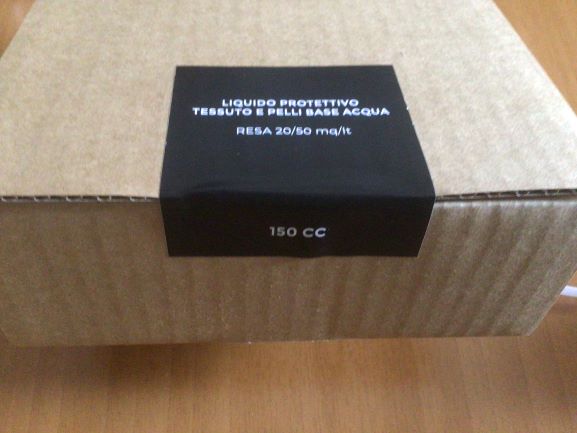 LIQUIDO PROTETTIVO
TESSUTO E PELLI BASE ACQUA
RESA 20/50 mq/lt
150 CC